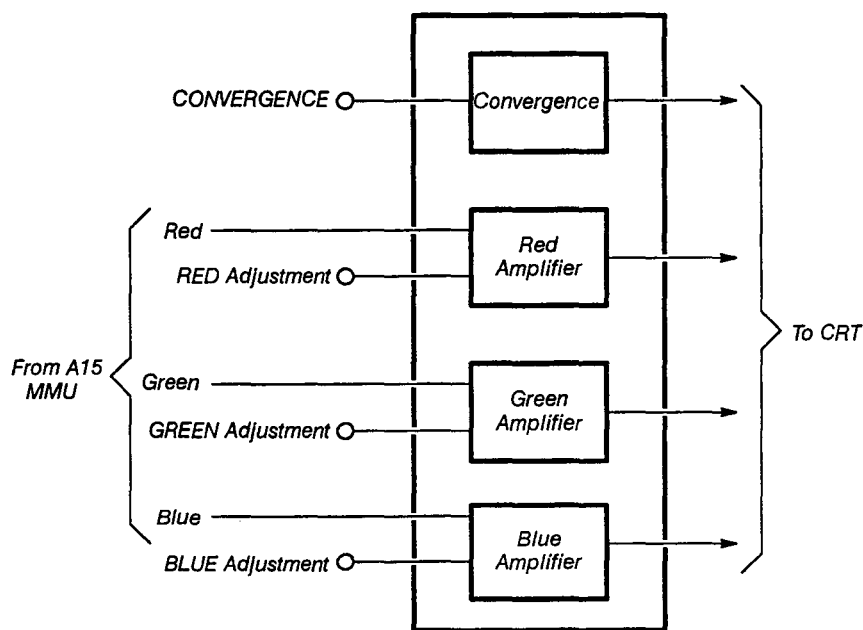 CONVERGENCE
Convergence
Red
RED Adjustment
Red
Amplifier
From A15
MMU
Green
GREEN Adjustment
Green
Amplifier
To CRT
Blue
BLUE Adjustment
Blue
Amplifier